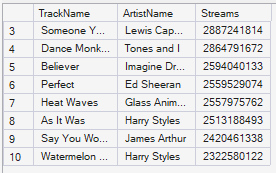 TrackName ArtistName Streams
3 Someone Y... Lewis Cap... 2887241814
4 Dance Monk... Tones and I 2864791672
5 Believer Imagine Dr... 2594040133
6 Perfect Ed Sheeran 2559529074
7 Heat Waves Glass Anim... 2557975762
8 As It Was Harry Styles 2513188493
9 Say You Wo... James Arthur 2420461338
10 Watermelon ... Harry Styles 2322580122